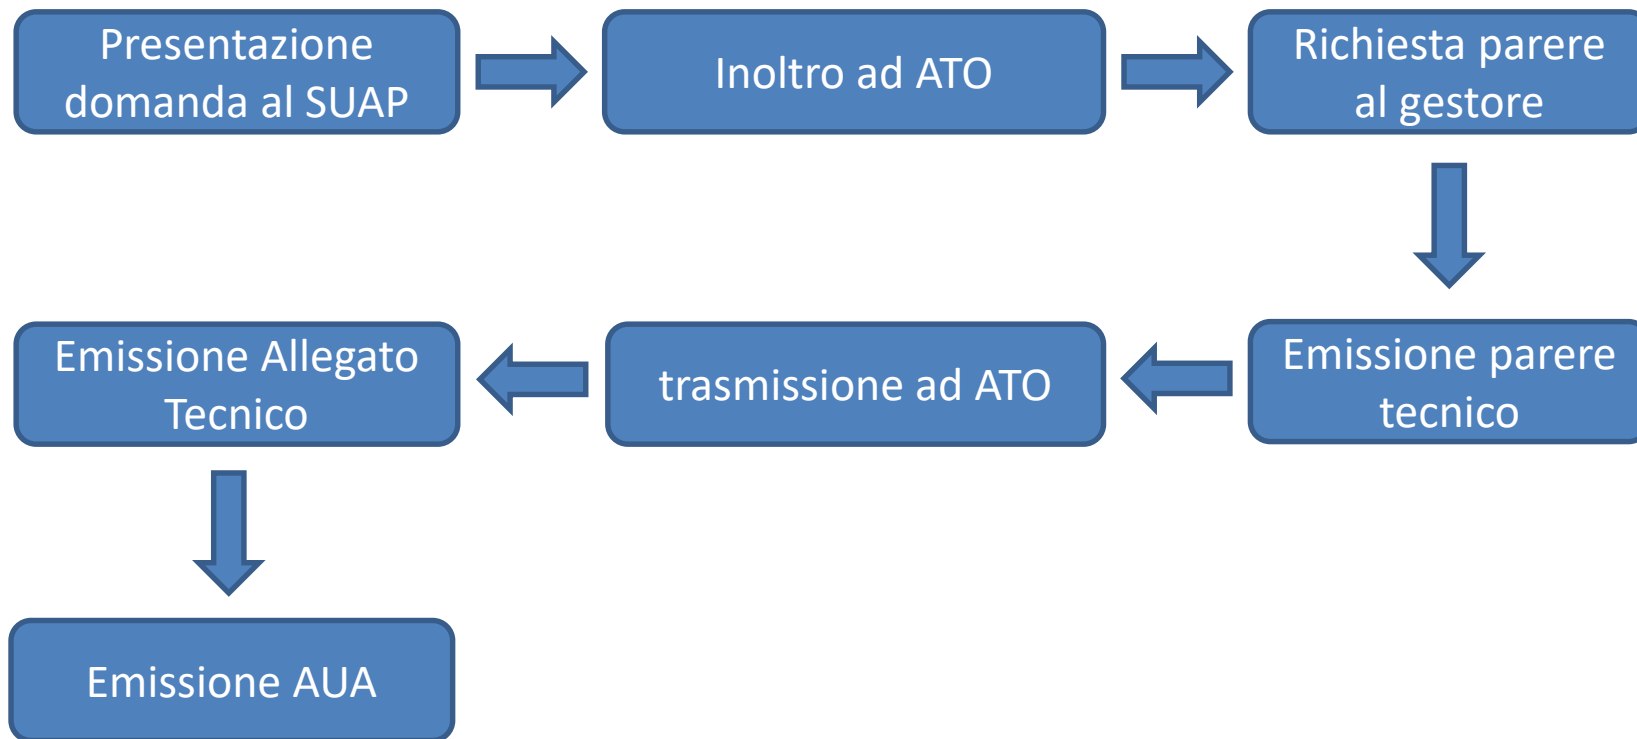 Presentazione
domanda al SUAP
Inoltro ad ATO
Richiesta parere
al gestore
Emissione parere
tecnico
trasmissione ad ATO
Emissione Allegato
Tecnico
Emissione AUA